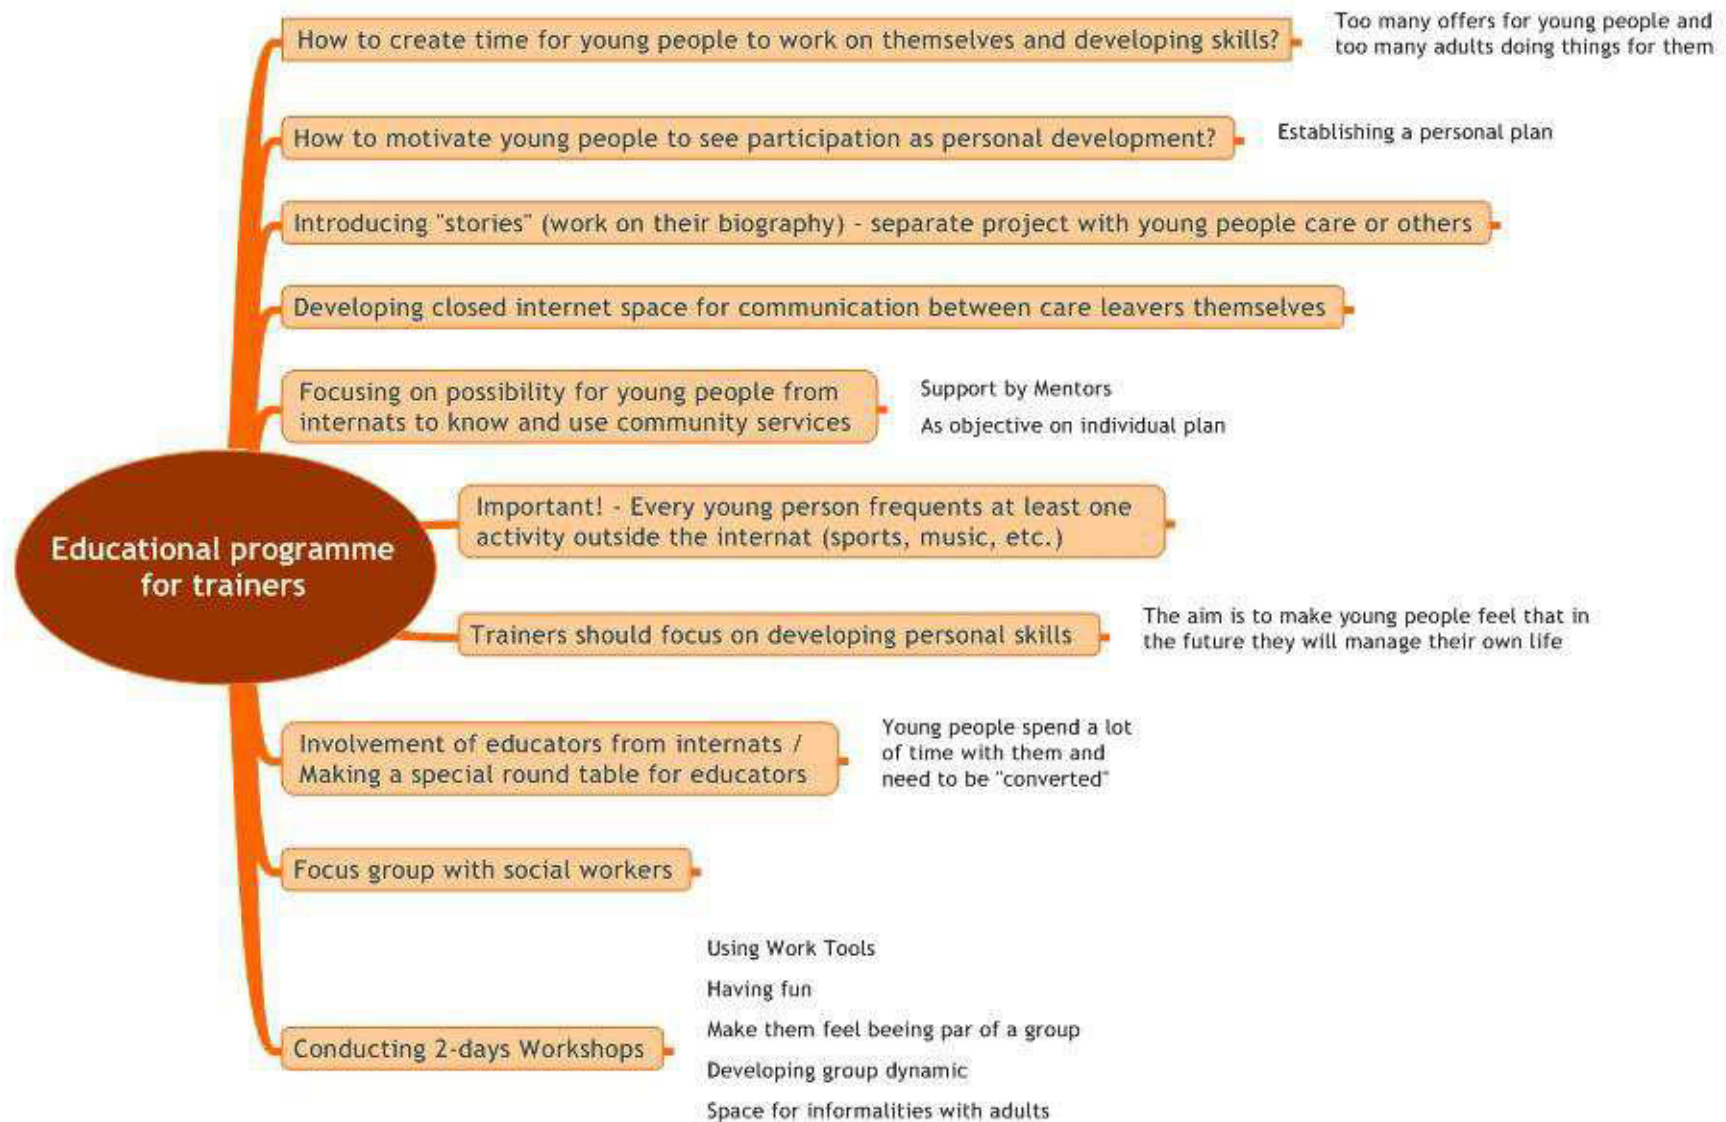 How to create time for young people to work on themselves and developing skills?
Too many offers for young people and
too many adults doing things for them
How to motivate young people to see participation as personal development?
Establishing a personal plan
Introducing "stories" (work on their biography) - separate project with young people care or others
Developing closed internet space for communication between care leavers themselves
Focusing on possibility for young people from
internats to know and use community services
Support by Mentors
As objective on individual plan
Important! - Every young person frequents at least one
activity outside the internat (sports, music, etc.)
Educational programme
for trainers
Trainers should focus on developing personal skills
The aim is to make young people feel that in
the future they will manage their own life
Involvement of educators from internats /
Making a special round table for educators
Young people spend a lot
of time with them and
need to be "converted"
Focus group with social workers
Conducting 2-days Workshops
Using Work Tools
Having fun
Make them feel beeing par of a group
Developing group dynamic
Space for informalities with adults